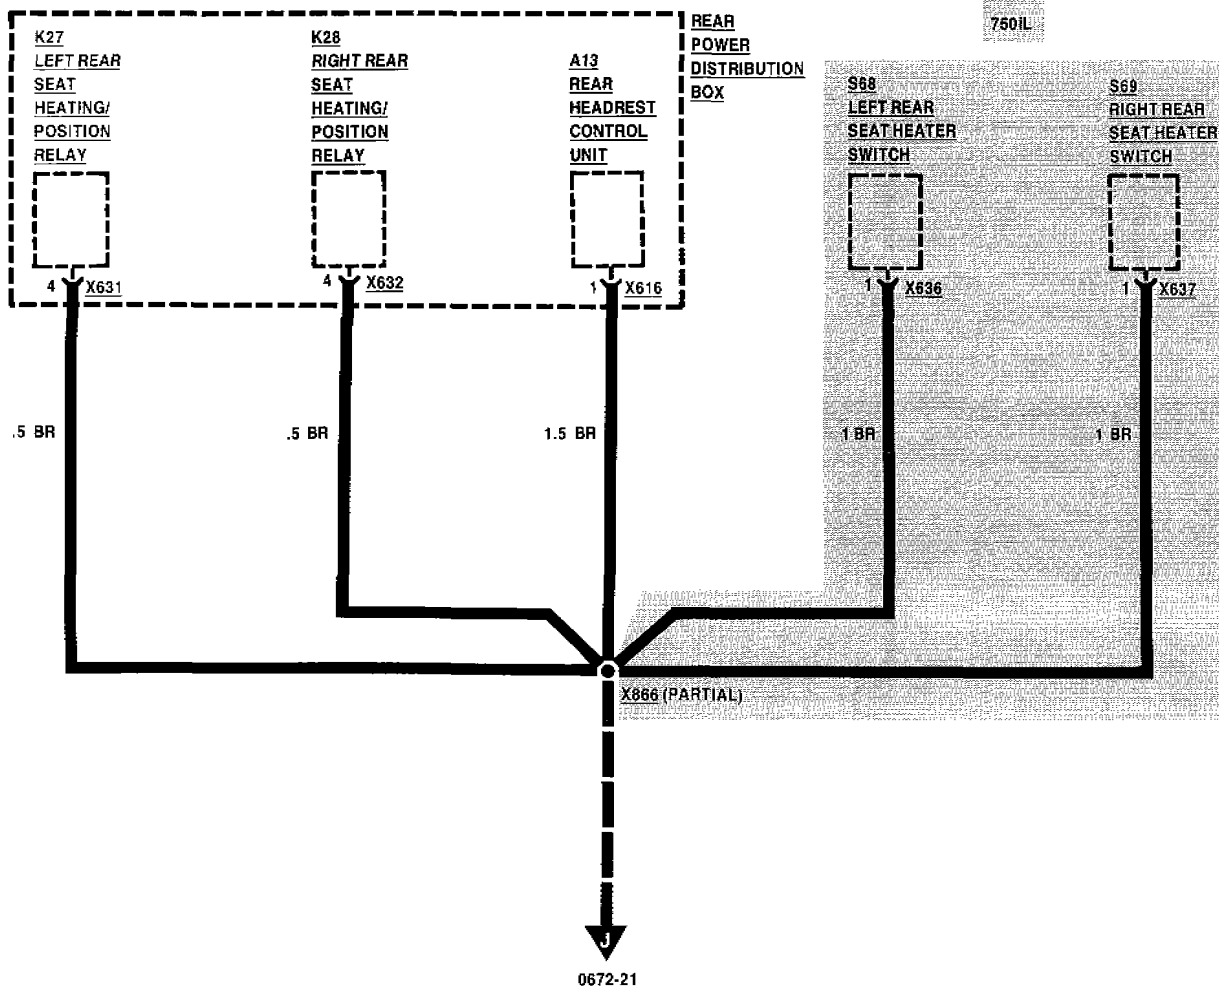 750IL
REAR
POWER
DISTRIBUTION
BOX
K27
LEFT REAR
SEAT
HEATING/
POSITION
RELAY
K28
RIGHT REAR
SEAT
HEATING/
POSITION
RELAY
A13
REAR
HEADREST
CONTROL
UNIT
S68
LEFT REAR
SEAT HEATER
SWITCH
S69
RIGHT REAR
SEAT HEATER
SWITCH
4 X631
4 X632
1 X616
1 X636
1 X637
.5 BR
.5 BR
1.5 BR
1 BR
1 BR
X866 (PARTIAL)
J
0672-21